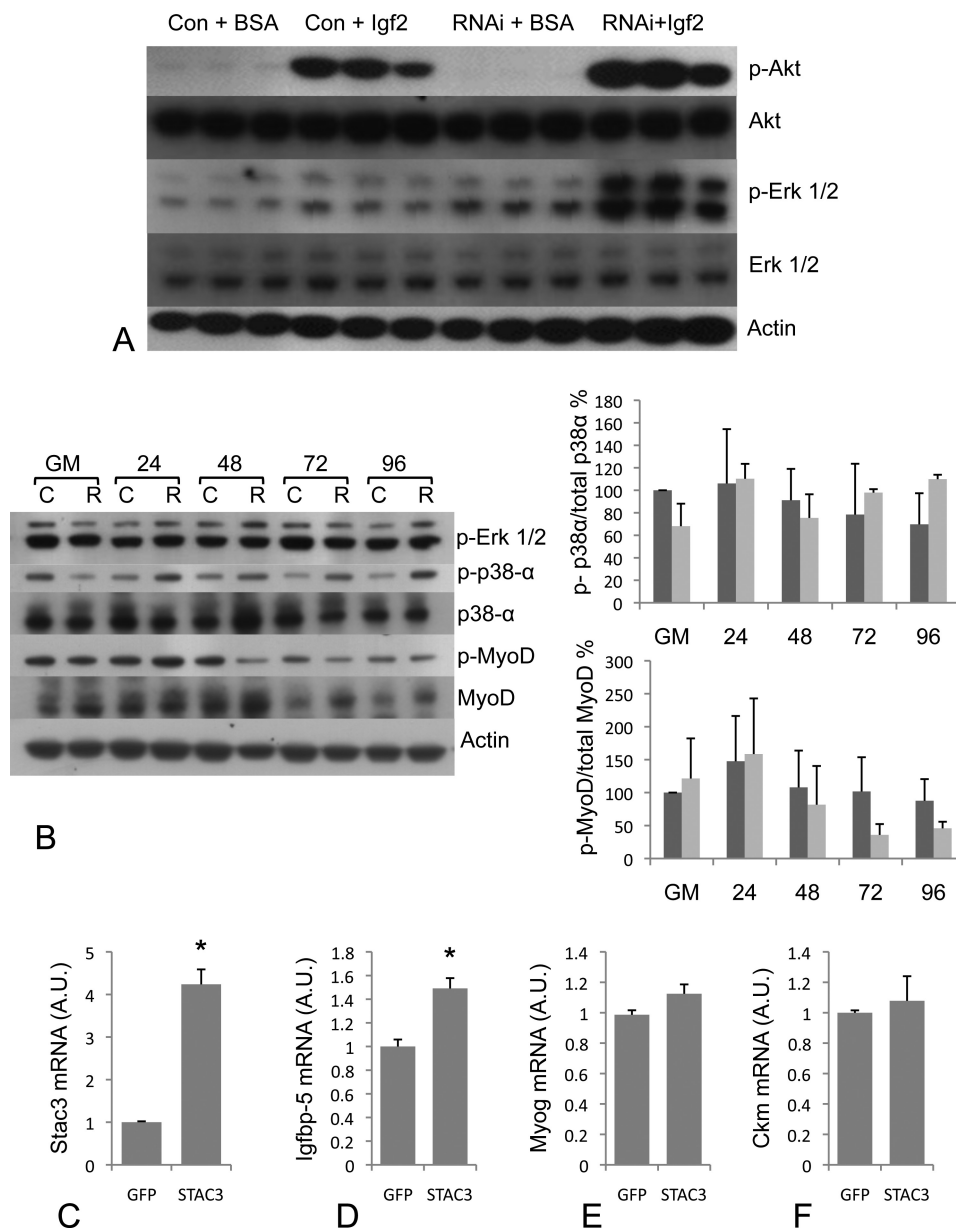 Con + BSA Con + Igf2 RNAi + BSA RNAi+Igf2
p-Akt
Akt
p-Erk 1/2
Erk 1/2
Actin
A
GM 24 48 72 96
C R C R C R C R C R
p-Erk 1/2
p-p38-α
p38-α
p-MyoD
MyoD
Actin
B
p- p38α/total p38α %
180
160
140
120
100
80
60
40
20
0
GM 24 48 72 96
p-MyoD/total MyoD %
300
250
200
150
100
50
0
GM 24 48 72 96
Stac3 mRNA (A.U.)
5
4
3
2
1
0
*
GFP STAC3
C
Igfbp-5 mRNA (A.U.)
1.8
1.6
1.4
1.2
1
0.8
0.6
0.4
0.2
0
*
GFP STAC3
D
Myog mRNA (A.U.)
1.4
1.2
1
0.8
0.6
0.4
0.2
0
GFP STAC3
E
Ckm mRNA (A.U.)
1.4
1.2
1
0.8
0.6
0.4
0.2
0
GFP STAC3
F